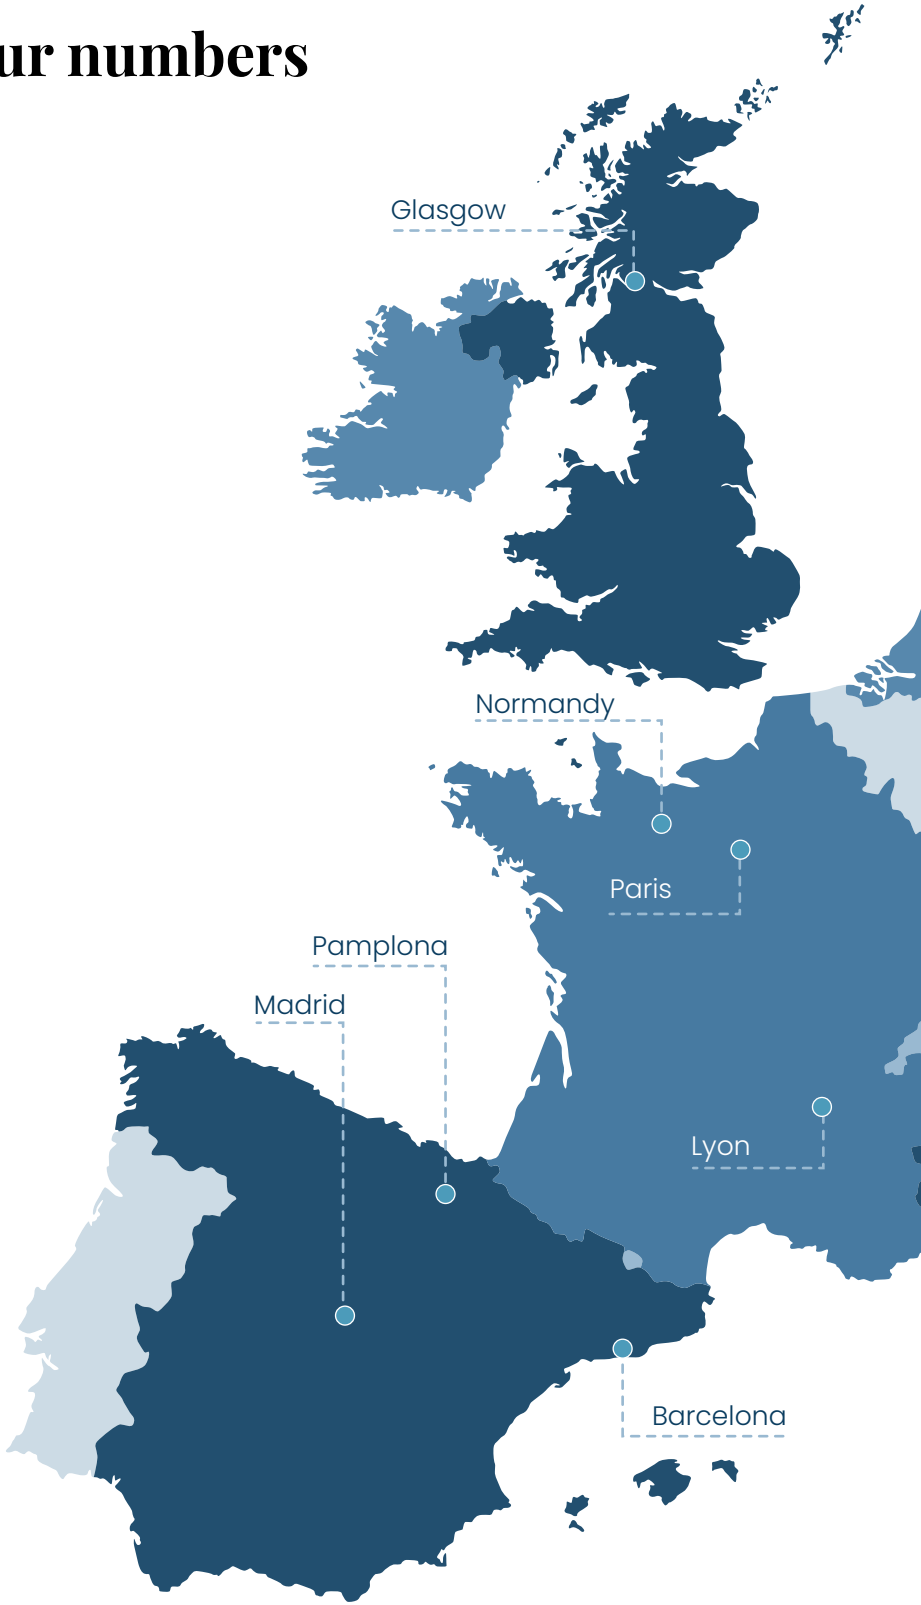 ur numbers
Glasgow
Normandy
Paris
Pamplona
Madrid
Lyon
Barcelona